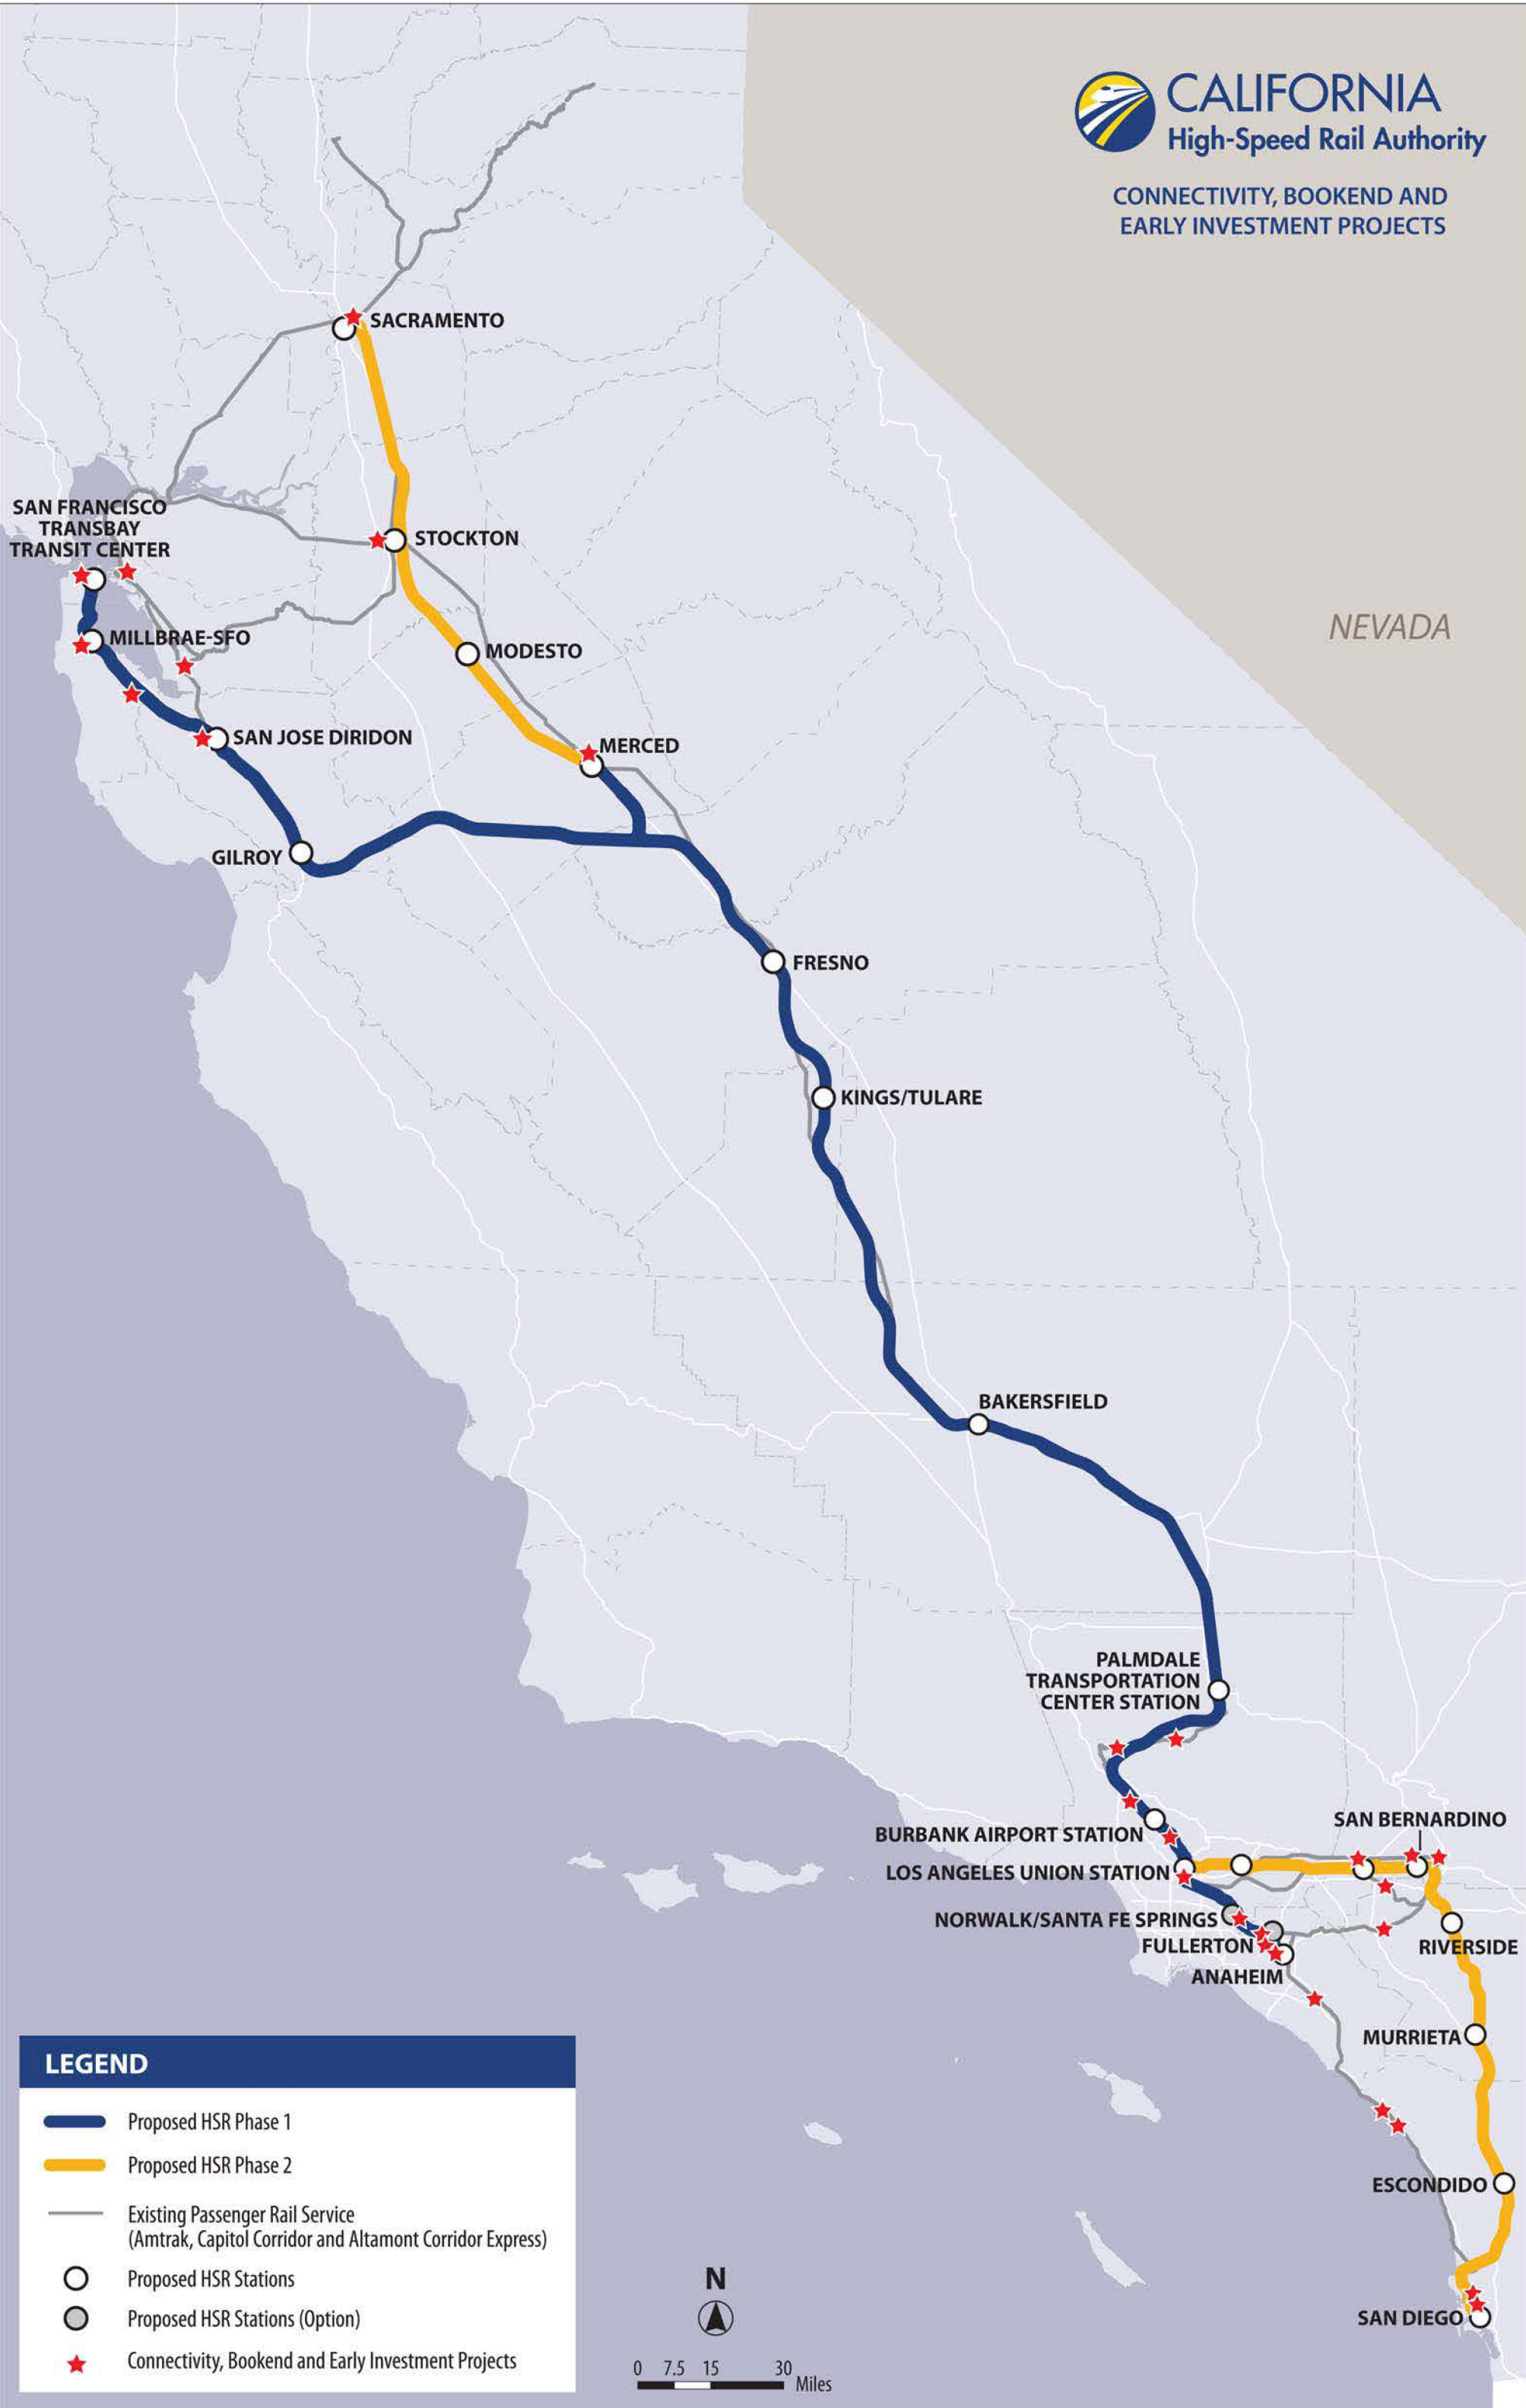 CALIFORNIA
High-Speed Rail Authority
CONNECTIVITY, BOOKEND AND
EARLY INVESTMENT PROJECTS
SACRAMENTO
SAN FRANCISCO
TRANSBAY
TRANSIT CENTER
STOCKTON
NEVADA
MILLBRAE-SFO
MODESTO
SAN JOSE DIRIDON
MERCED
GILROY
FRESNO
KINGS/TULARE
BAKERSFIELD
PALMDALE
TRANSPORTATION
CENTER STATION
SAN BERNARDINO
BURBANK AIRPORT STATION
LOS ANGELES UNION STATION
NORWALK/SANTA FE SPRINGS
FULLERTON
RIVERSIDE
ANAHEIM
MURRIETA
ESCONDIDO
SAN DIEGO
LEGEND
Proposed HSR Phase 1
Proposed HSR Phase 2
Existing Passenger Rail Service
(Amtrak, Capitol Corridor and Altamont Corridor Express)
Proposed HSR Stations
Proposed HSR Stations (Option)
Connectivity, Bookend and Early Investment Projects
N
0 7.5 15 30
Miles